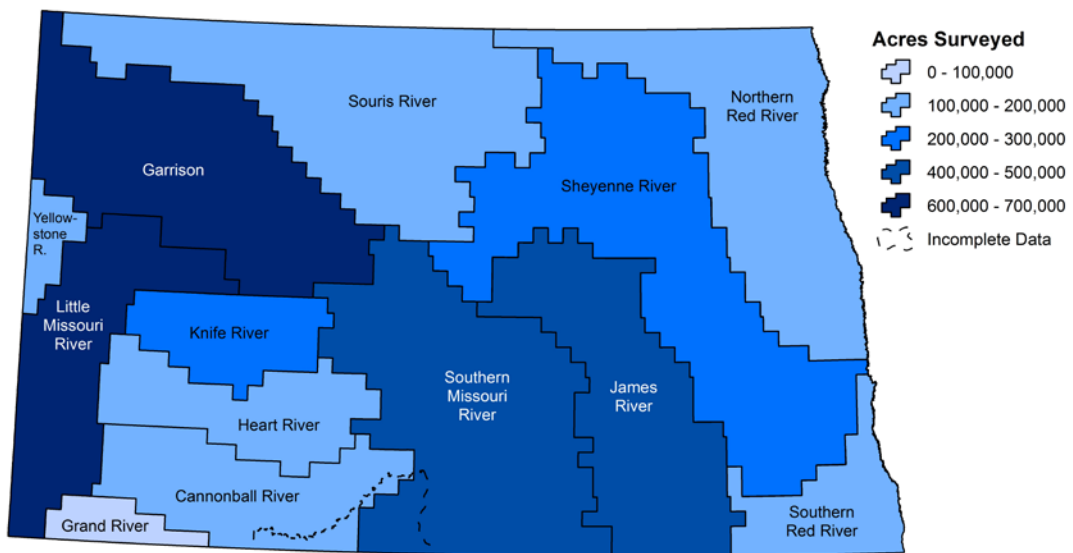 Acres Surveyed
0 - 100,000
100,000 - 200,000
200,000 - 300,000
400,000 - 500,000
600,000 - 700,000
Incomplete Data
Souris River
Northern
Red River
Garrison
Sheyenne River
Yellow-
stone
R.
Little
Missouri
River
Knife River
Southern
Missouri
River
James
River
Heart River
Cannonball River
Grand River
Southern
Red River